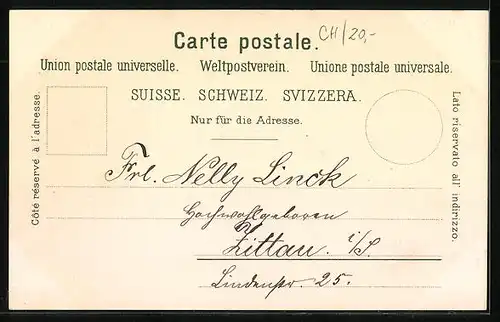 CH/20,-
Carte postale.
Union postale universelle. Weltpostverein. Unione postale universale.
SUISSE. SCHWEIZ. SVIZZERA.
Nur für die Adresse.
Côté réservé à l'adresse.
Lato riservato all' indirizzo.
Frl. Nelly Linck
Hochwohlgeboren
Zittau. i/S.
Lindenstr. 25.